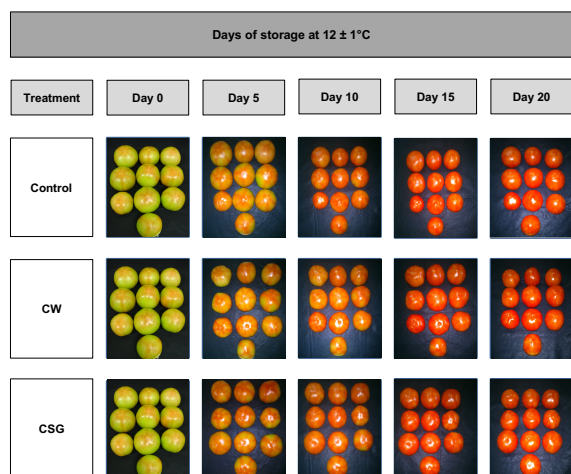 Days of storage at 12 ± 1°C
Treatment Day 0 Day 5 Day 10 Day 15 Day 20
Control
CW
CSG